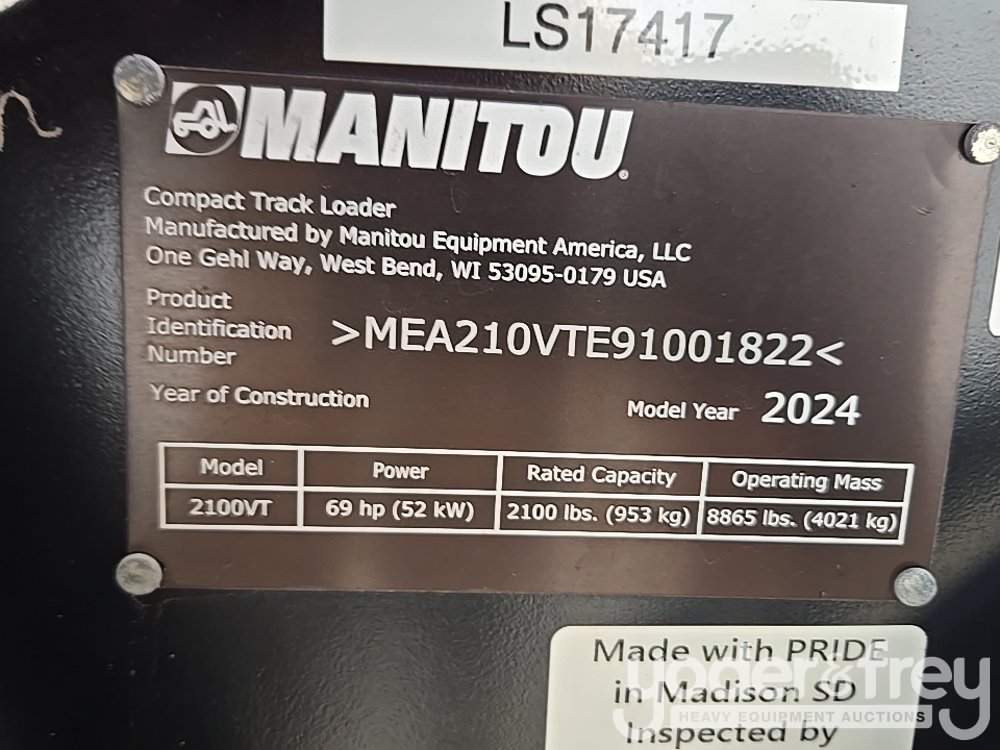 LS17417
MANITOU
Compact Track Loader
Manufactured by Manitou Equipment America, LLC
One Gehl Way, West Bend, WI 53095-0179 USA
Product
Identification
Number
>MEA210VTE91001822<
Year of Construction
Model Year 2024
Model Power Rated Capacity Operating Mass
2100VT 69 hp (52 kW) 2100 lbs. (953 kg) 8865 lbs. (4021 kg)
Made with PRIDE
in Madison SD
Inspected by
yoder & frey
HEAVY EQUIPMENT AUCTIONS